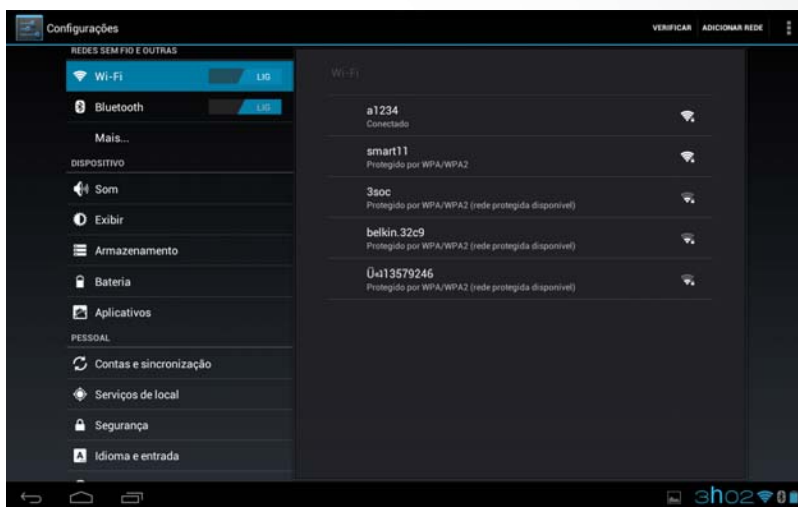 Configurações
VERIFICAR ADICIONAR REDE
REDES SEM FIO E OUTRAS
Wi-Fi LIG
Bluetooth LIG
Mais...
DISPOSITIVO
Som
Exibir
Armazenamento
Bateria
Aplicativos
PESSOAL
Contas e sincronização
Serviços de local
Segurança
A Idioma e entrada
Wi-Fi
a1234
Conectado
smart11
Protegido por WPA/WPA2
3soc
Protegido por WPA/WPA2 (rede protegida disponível)
belkin.32c9
Protegido por WPA/WPA2 (rede protegida disponível)
13579246
Protegido por WPA/WPA2 (rede protegida disponível)
3h02